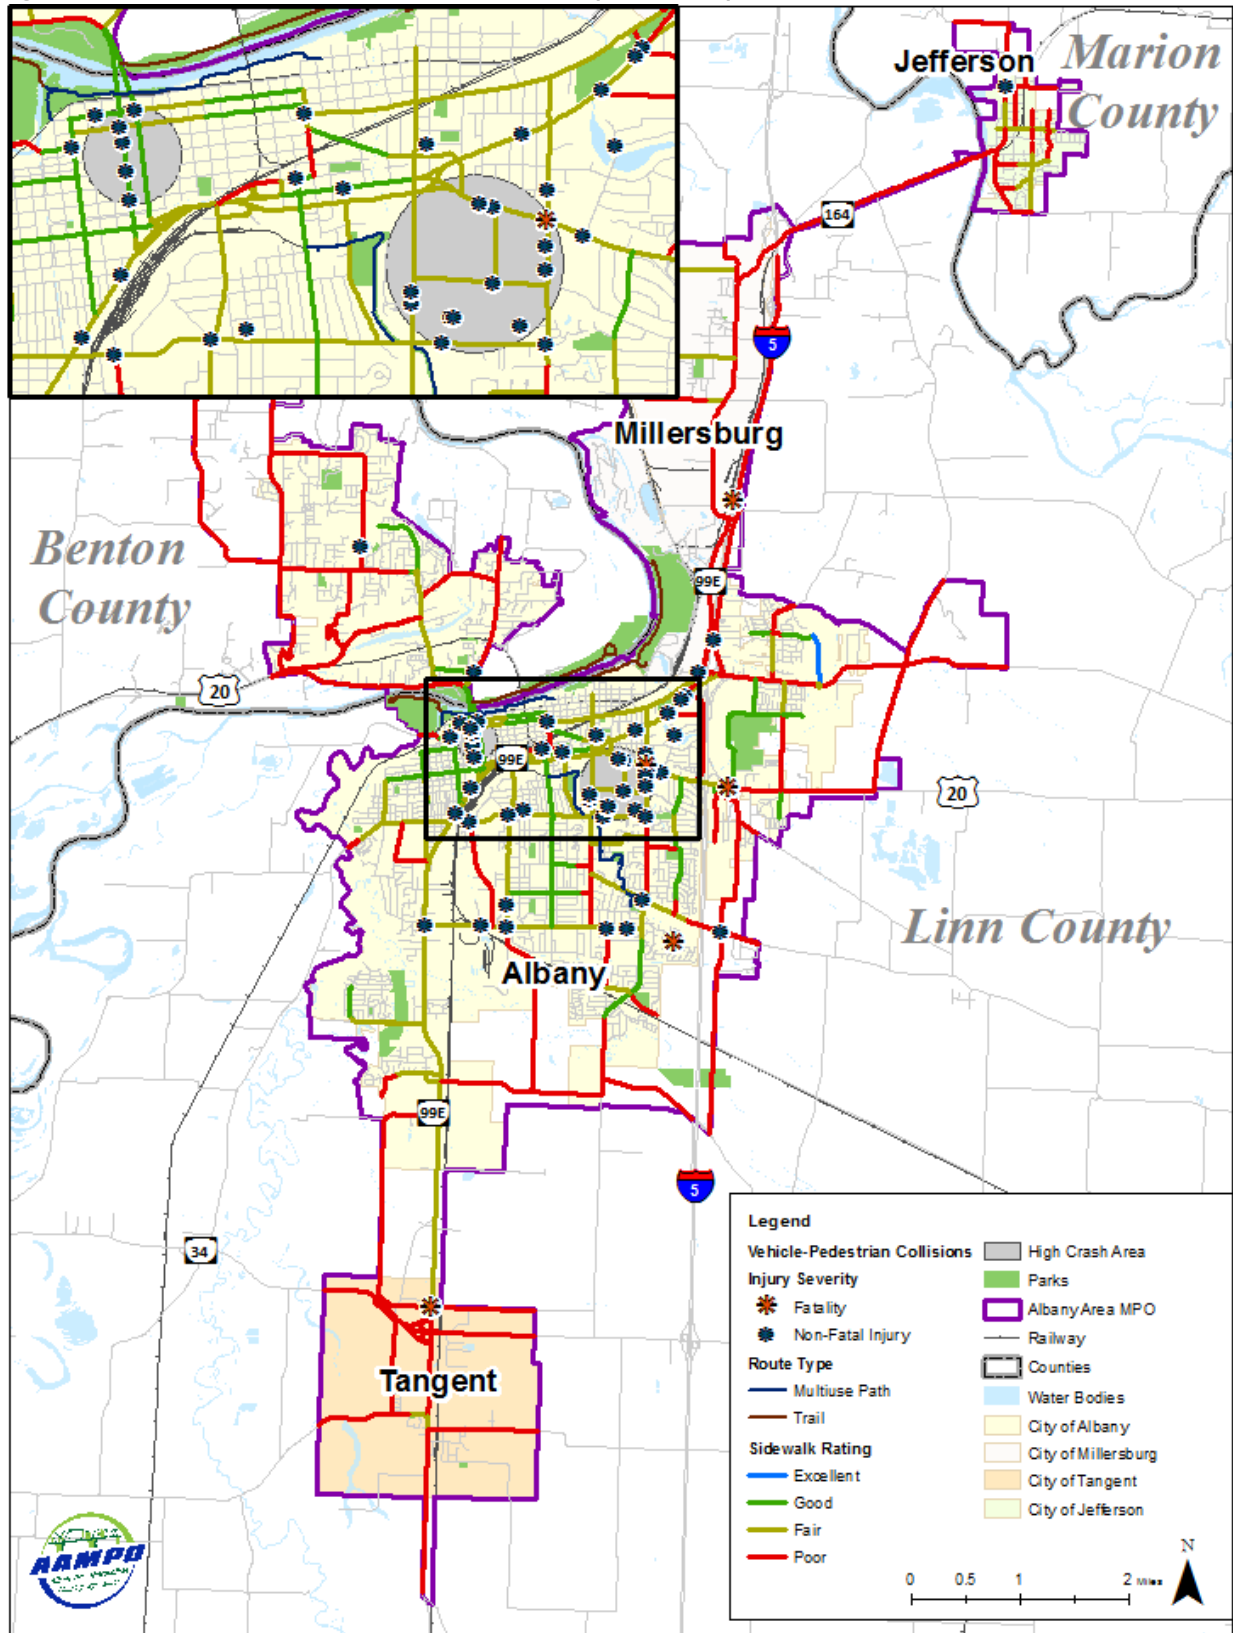 Jefferson
Marion
County
164
5
Millersburg
Benton
County
99E
20
99E
20
Linn County
Albany
99E
5
34
Tangent
Legend
Vehicle-Pedestrian Collisions
Injury Severity
Fatality
Non-Fatal Injury
Route Type
Multiuse Path
Trail
Sidewalk Rating
Excellent
Good
Fair
Poor
High Crash Area
Parks
Albany Area MPO
Railway
Counties
Water Bodies
City of Albany
City of Millersburg
City of Tangent
City of Jefferson
N
0 0.5 1 2 Miles
AAMPO